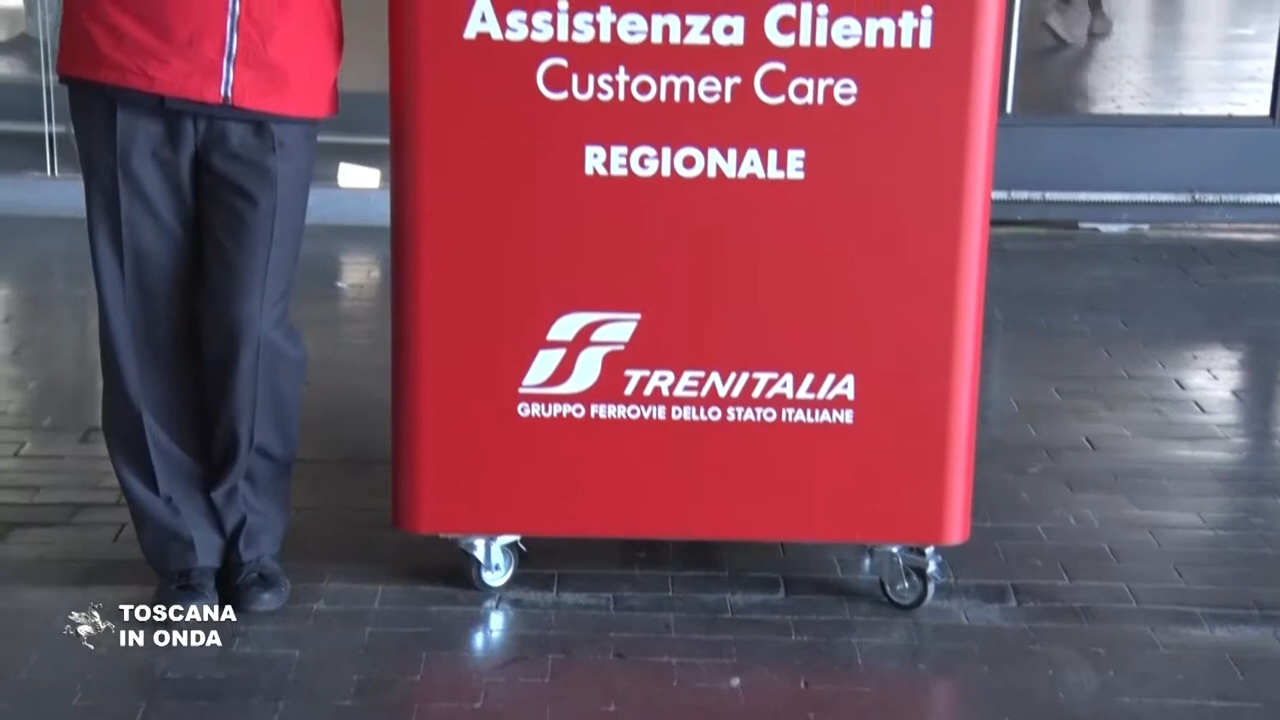 Assistenza Clienti
Customer Care
REGIONALE
TRENITALIA
GRUPPO FERROVIE DELLO STATO ITALIANE
TOSCANA
IN ONDA